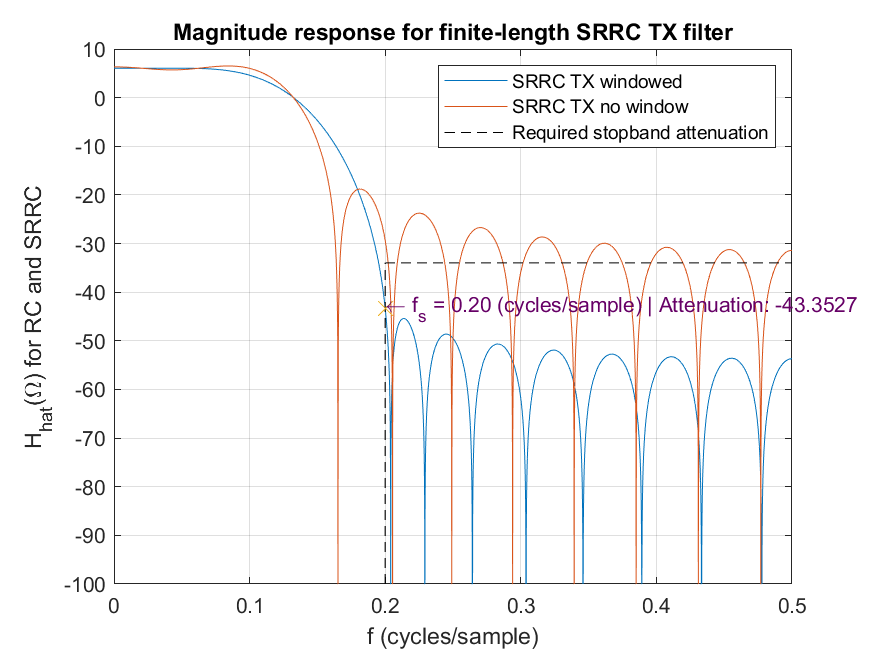 Magnitude response for finite-length SRRC TX filter
10
0
-10
-20
-30
-40
-50
-60
-70
-80
-90
-100
H_hat(Ω) for RC and SRRC
SRRC TX windowed
SRRC TX no window
Required stopband attenuation
← f_s = 0.20 (cycles/sample) | Attenuation: -43.3527
0
0.1
0.2
0.3
0.4
0.5
f (cycles/sample)